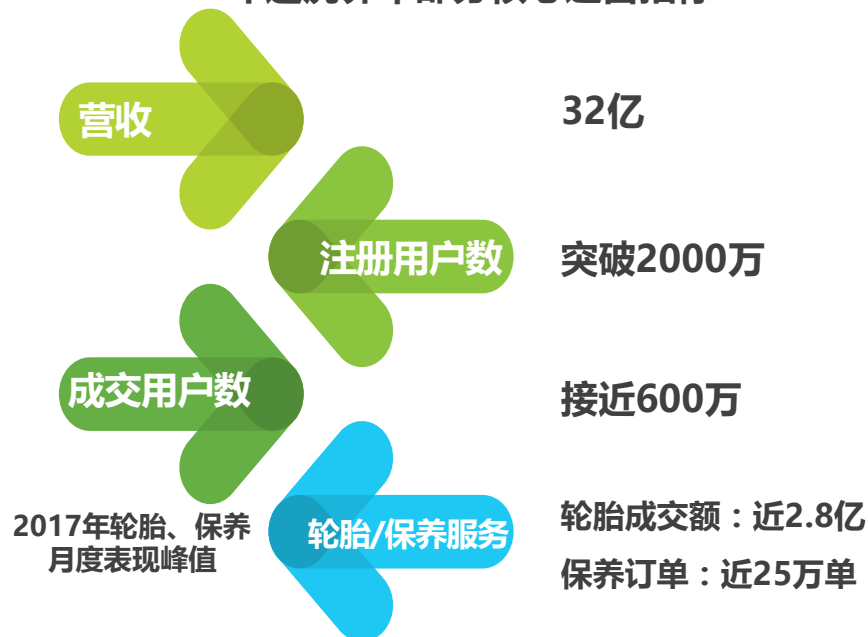 营收
32亿
注册用户数
突破2000万
成交用户数
接近600万
2017年轮胎、保养
月度表现峰值
轮胎/保养服务
轮胎成交额：近2.8亿
保养订单：近25万单